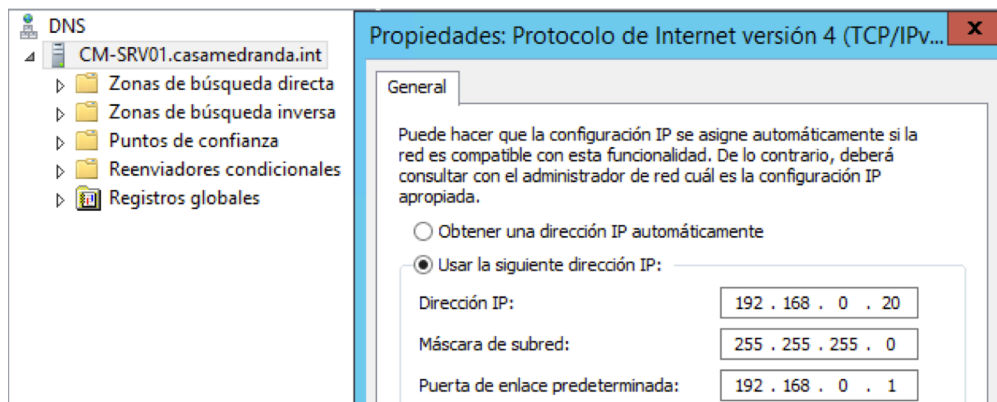 DNS
CM-SRV01.casamedranda.int
Zonas de búsqueda directa
Zonas de búsqueda inversa
Puntos de confianza
Reenviadores condicionales
Registros globales
Propiedades: Protocolo de Internet versión 4 (TCP/IPv...
x
General
Puede hacer que la configuración IP se asigne automáticamente si la
red es compatible con esta funcionalidad. De lo contrario, deberá
consultar con el administrador de red cuál es la configuración IP
apropiada.
Obtener una dirección IP automáticamente
Usar la siguiente dirección IP:
Dirección IP: 192 . 168 . 0 . 20
Máscara de subred: 255 . 255 . 255 . 0
Puerta de enlace predeterminada: 192 . 168 . 0 . 1